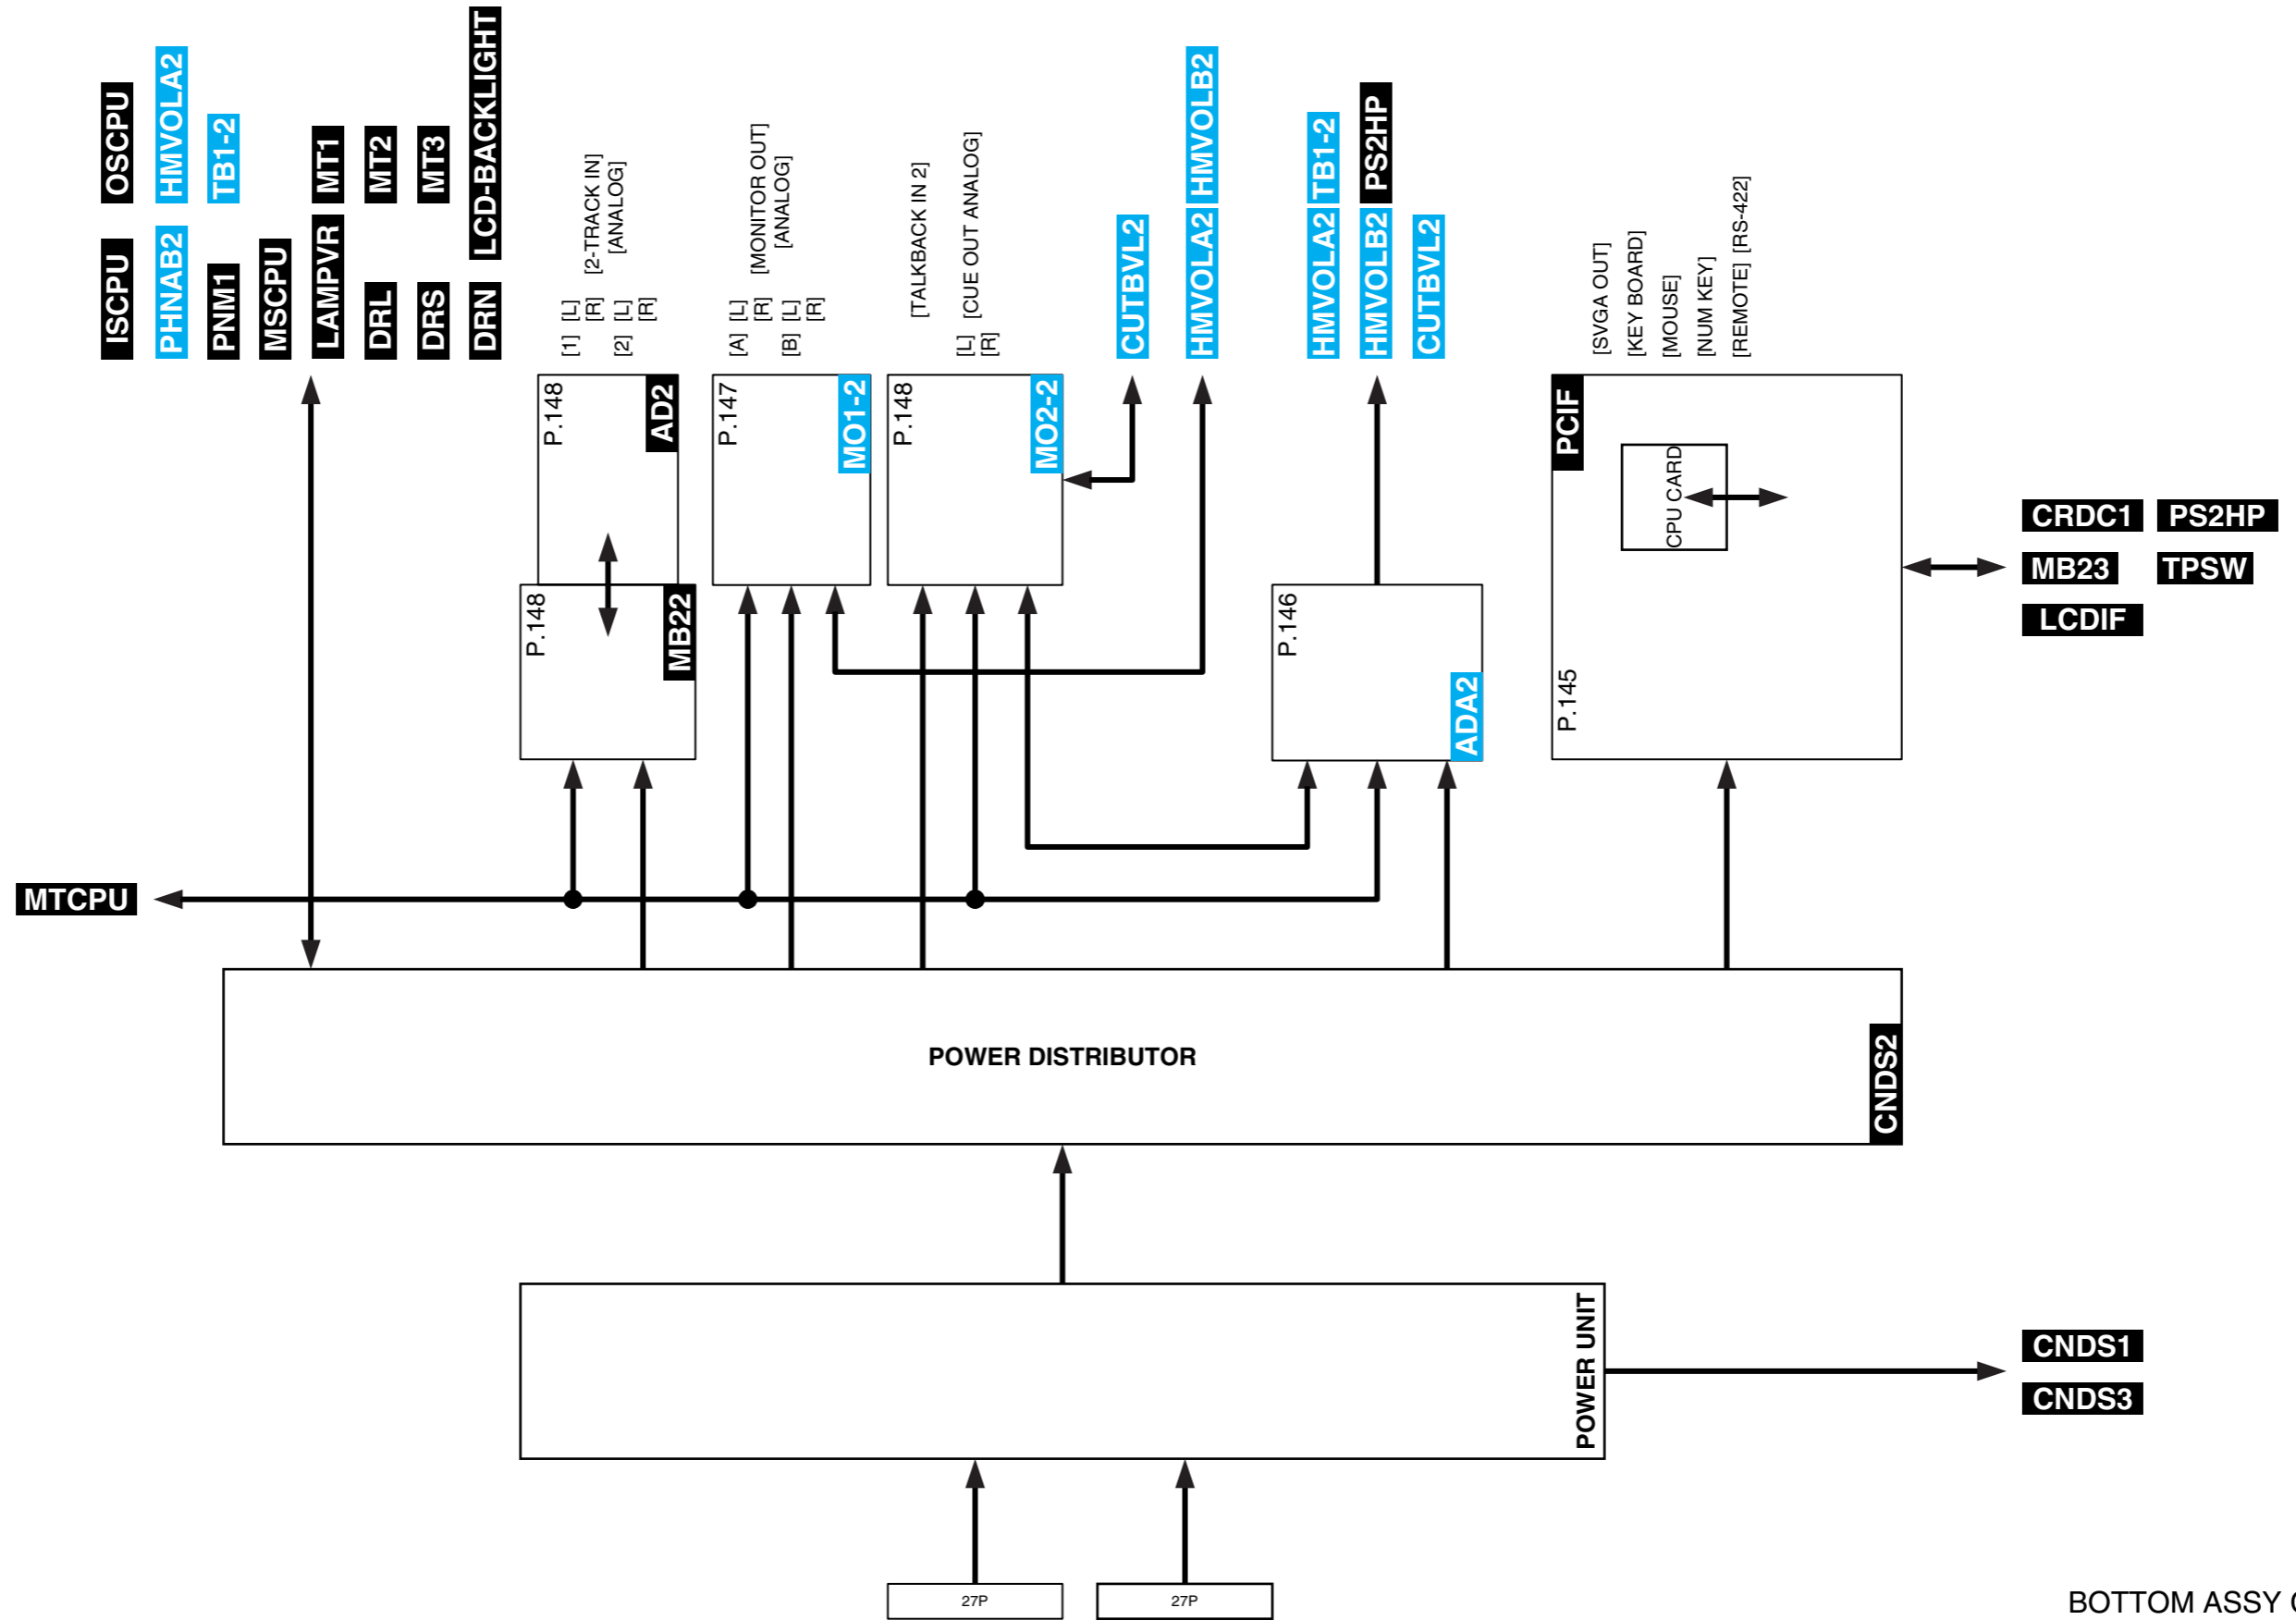 ISCPU OSCPU
PHNAB2 HMVOLA2
PNM1 TB1-2
MSCPU
LAMPVR MT1
DRL MT2
DRS MT3
DRN LCD-BACKLIGHT
[1] [L] [2-TRACK IN]
[R] [ANALOG]
[2] [L]
[R]
[A] [L] [MONITOR OUT]
[R] [ANALOG]
[B] [L]
[R]
[TALKBACK IN 2]
[L] [CUE OUT ANALOG]
[R]
CUTBVL2
HMVOLA2 HMVOLB2
HMVOLA2 TB1-2
HMVOLB2 PS2HP
CUTBVL2
[SVGA OUT]
[KEY BOARD]
[MOUSE]
[NUM KEY]
[REMOTE] [RS-422]
P.148
AD2
P.147
MO1-2
P.148
MO2-2
PCIF
CPU CARD
P.145
P.148
MB22
P.146
ADA2
CRDC1 PS2HP
MB23 TPSW
LCDIF
MTCPU
POWER DISTRIBUTOR
CNDS2
POWER UNIT
CNDS1
CNDS3
27P
27P
BOTTOM ASSY